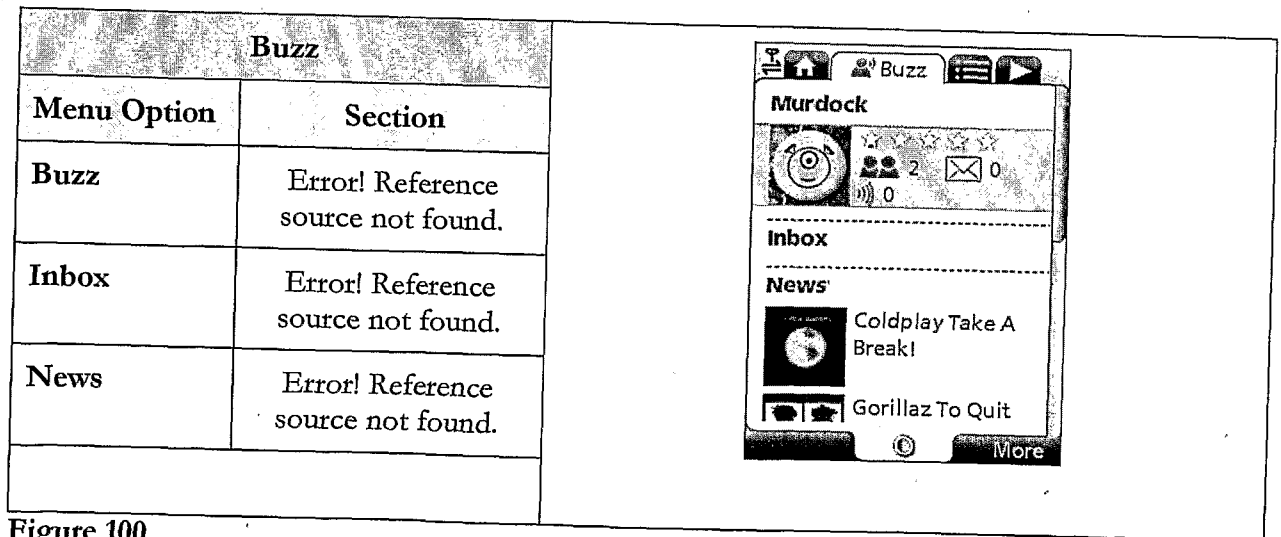 Buzz
Menu Option Section
Buzz
Error! Reference
source not found.
Inbox
Error! Reference
source not found.
News
Error! Reference
source not found.
Buzz
Murdock
2 0
0
Inbox
News
Coldplay Take A
Break!
Gorillaz To Quit
More
Figure 100